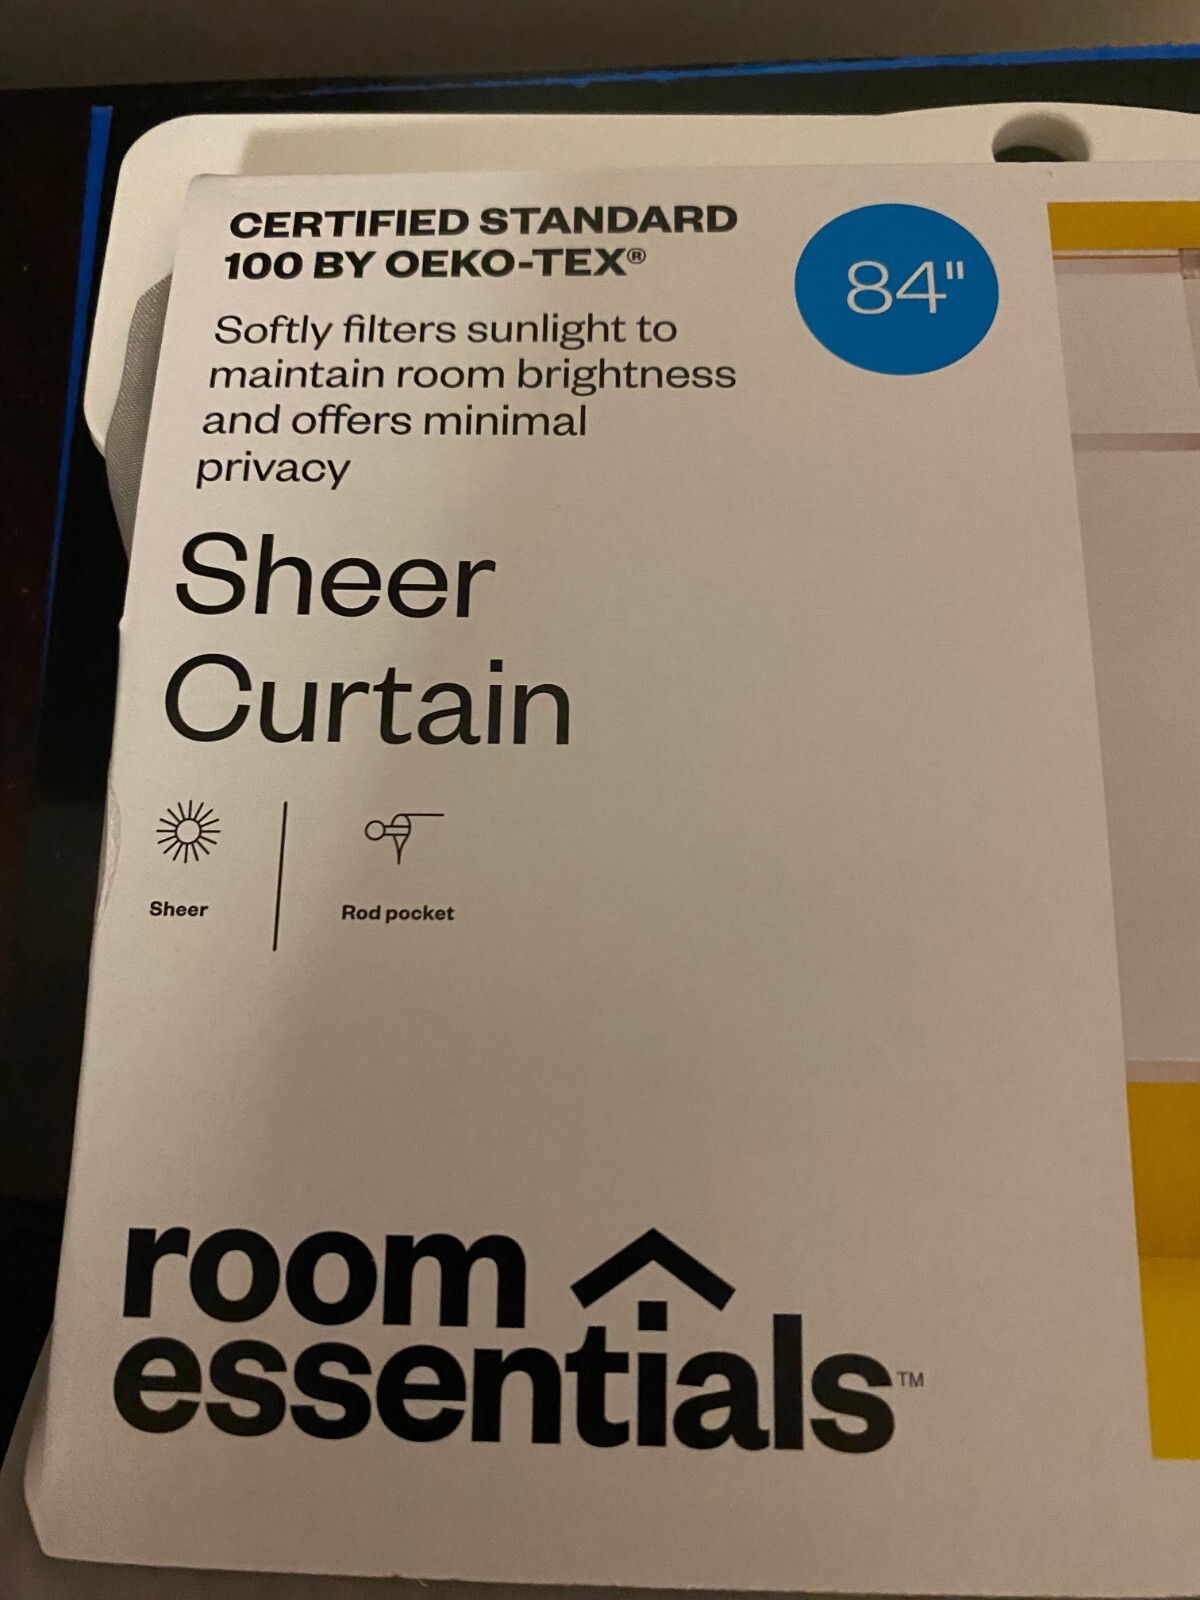 CERTIFIED STANDARD
100 BY OEKO-TEX®
84"
Softly filters sunlight to
maintain room brightness
and offers minimal
privacy
Sheer
Curtain
Sheer
Rod pocket
room
essentials™